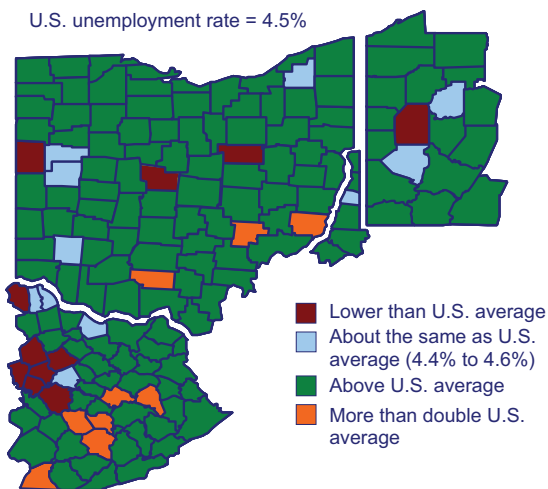 U.S. unemployment rate = 4.5%
Lower than U.S. average
About the same as U.S.
average (4.4% to 4.6%)
Above U.S. average
More than double U.S.
average